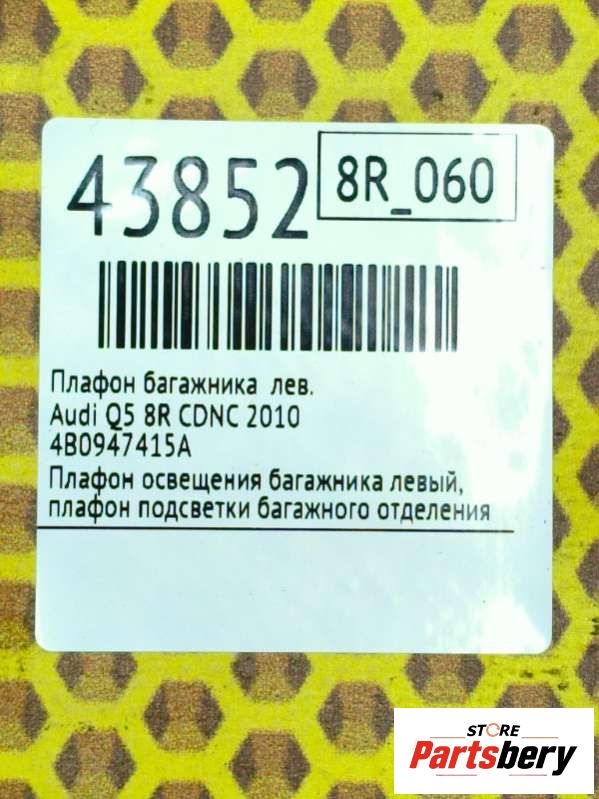 43852
8R_060
Плафон багажника лев.
Audi Q5 8R CDNC 2010
4B0947415A
Плафон освещения багажника левый,
плафон подсветки багажного отделения
STORE
Partsbery